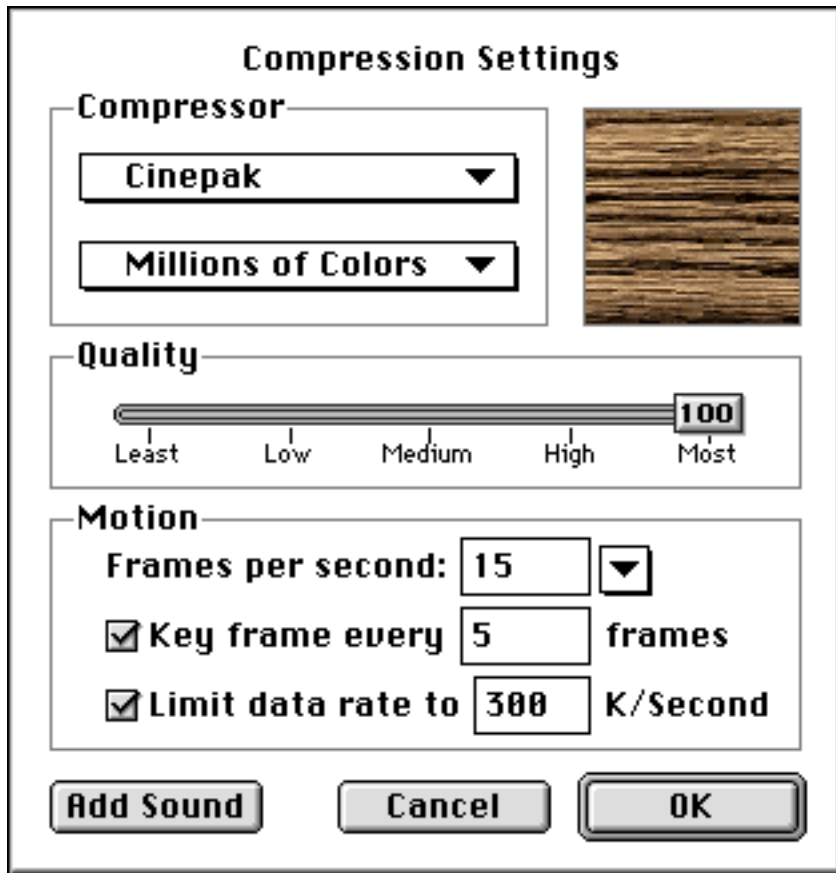 Compression Settings
Compressor
Cinepak
Millions of Colors
Quality
100
Least Low Medium High Most
Motion
Frames per second: 15
Key frame every 5 frames
Limit data rate to 300 K/Second
Add Sound Cancel OK